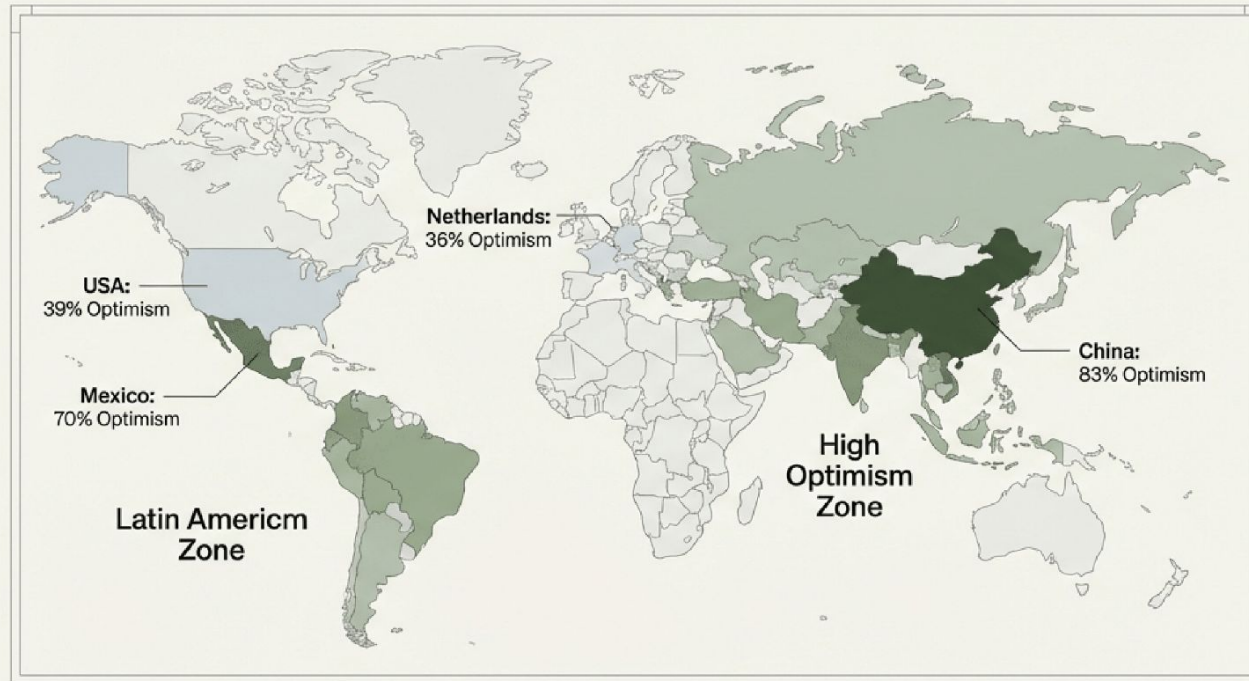 Netherlands:
36% Optimism
USA:
39% Optimism
China:
83% Optimism
Mexico:
70% Optimism
High
Optimism
Zone
Latin Americm
Zone